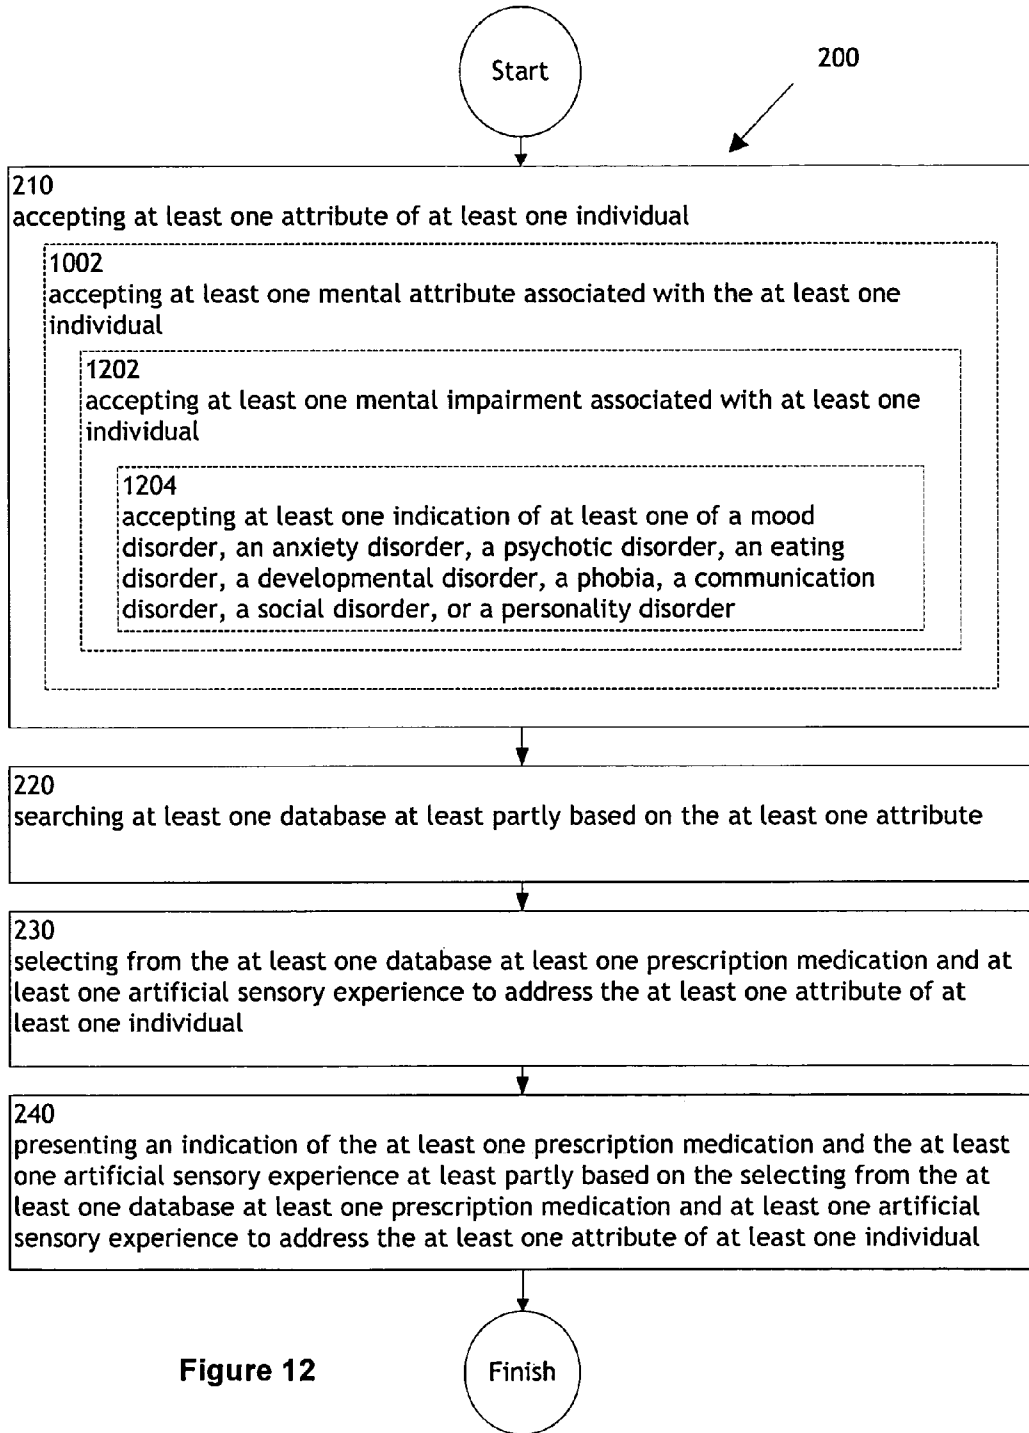 Start
200
210
accepting at least one attribute of at least one individual
1002
accepting at least one mental attribute associated with the at least one
individual
1202
accepting at least one mental impairment associated with at least one
individual
1204
accepting at least one indication of at least one of a mood
disorder, an anxiety disorder, a psychotic disorder, an eating
disorder, a developmental disorder, a phobia, a communication
disorder, a social disorder, or a personality disorder
220
searching at least one database at least partly based on the at least one attribute
230
selecting from the at least one database at least one prescription medication and at
least one artificial sensory experience to address the at least one attribute of at
least one individual
240
presenting an indication of the at least one prescription medication and the at least
one artificial sensory experience at least partly based on the selecting from the at
least one database at least one prescription medication and at least one artificial
sensory experience to address the at least one attribute of at least one individual
Figure 12
Finish